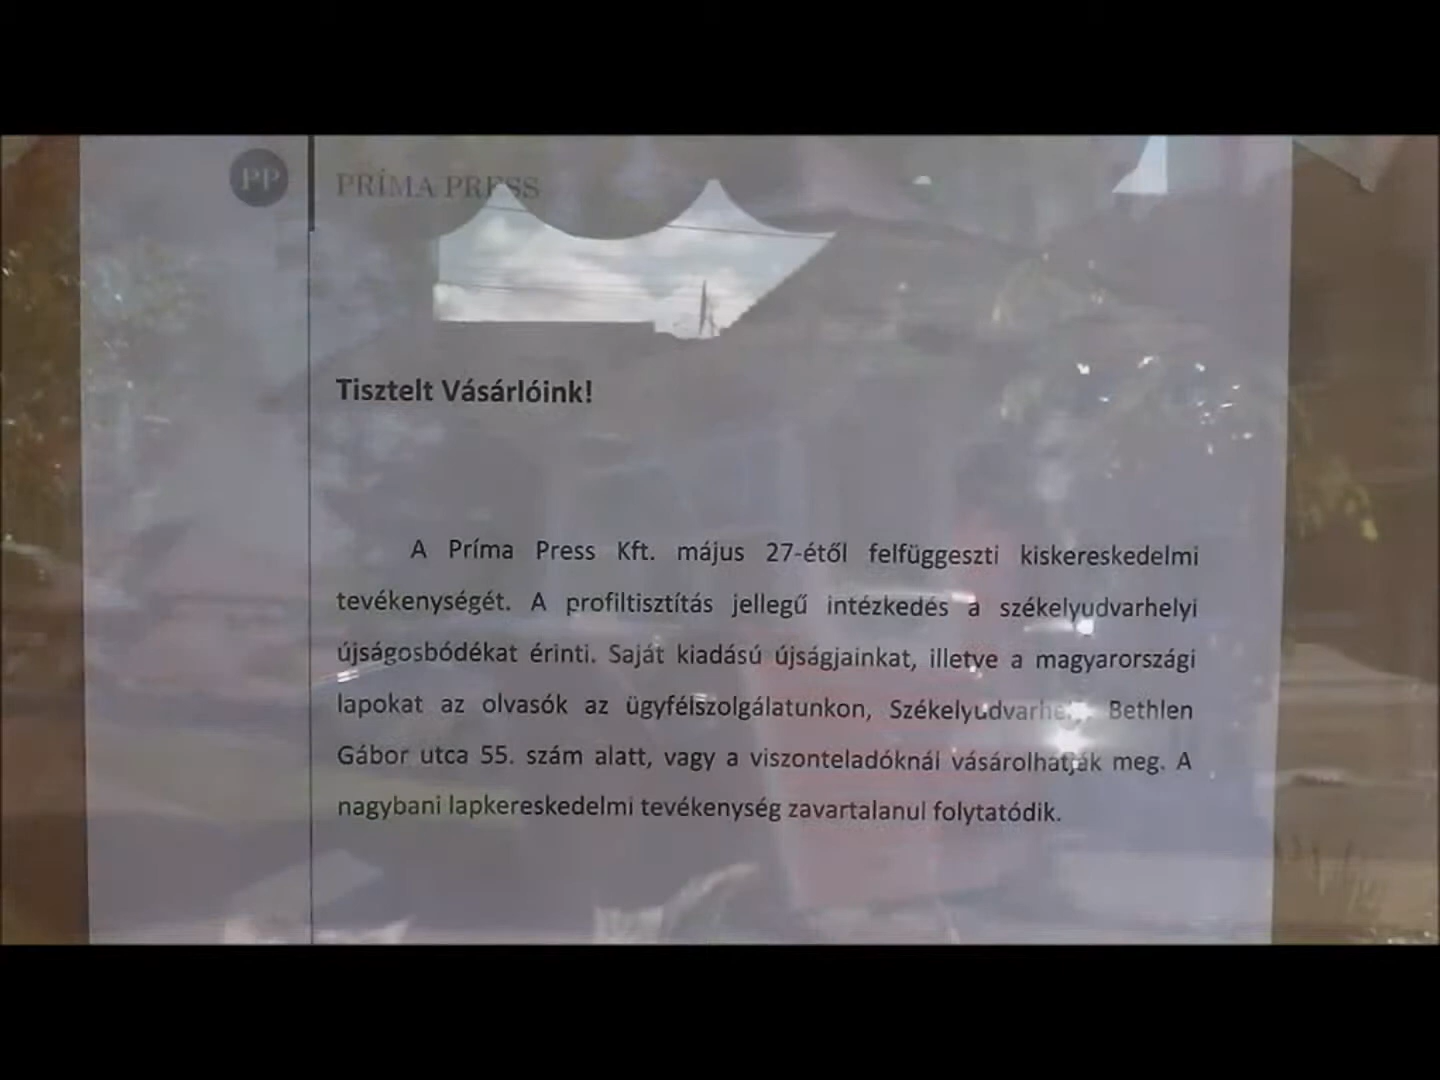 PP
PRÍMA PRESS
Tisztelt Vásárlóink!
A Príma Press Kft. május 27-étől felfüggeszti kiskereskedelmi
tevékenységét. A profiltisztítás jellegű intézkedés a székelyudvarhelyi
újságosbódékat érinti. Saját kiadású újságjainkat, illetve a magyarországi
lapokat az olvasók az ügyfélszolgálatunkon, Bethlen
Gábor utca 55. szám alatt, vagy a viszonteladóknál vásárolhatják meg. A
nagybani lapkereskedelmi tevékenység zavartalanul folytatódik.